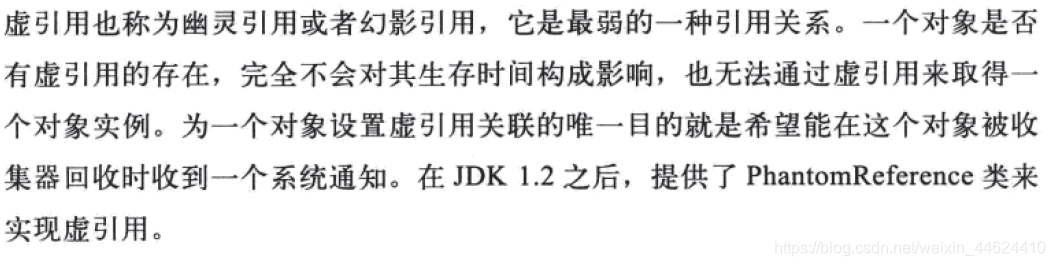 虚引用也称为幽灵引用或者幻影引用，它是最弱的一种引用关系。一个对象是否
有虚引用的存在，完全不会对其生存时间构成影响，也无法通过虚引用来取得一
个对象实例。为一个对象设置虚引用关联的唯一目的就是希望能在这个对象被收
集器回收时收到一个系统通知。在 JDK 1.2 之后，提供了 PhantomReference 类来
实现虚引用。
https://blog.csdn.net/weixin_44624410